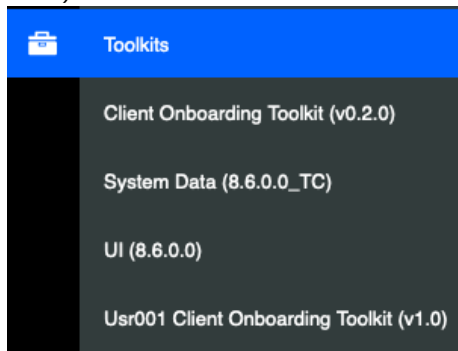 Toolkits
Client Onboarding Toolkit (v0.2.0)
System Data (8.6.0.0_TC)
UI (8.6.0.0)
Usr001 Client Onboarding Toolkit (v1.0)